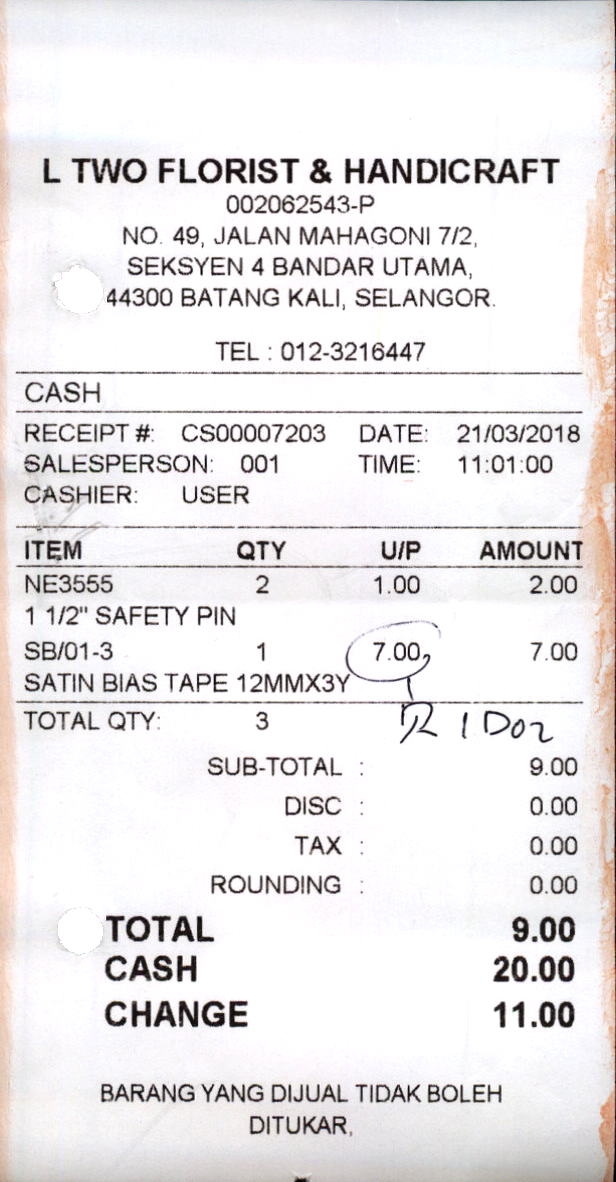 L TWO FLORIST & HANDICRAFT
002062543-P
NO. 49, JALAN MAHAGONI 7/2,
SEKSYEN 4 BANDAR UTAMA,
44300 BATANG KALI, SELANGOR.
TEL : 012-3216447
CASH
RECEIPT #: CS00007203 DATE: 21/03/2018
SALESPERSON: 001 TIME: 11:01:00
CASHIER: USER
ITEM QTY U/P AMOUNT
NE3555 2 1.00 2.00
1 1/2" SAFETY PIN
SB/01-3 1 7.00 7.00
SATIN BIAS TAPE 12MMX3Y
TOTAL QTY: 3 1 Doz
SUB-TOTAL : 9.00
DISC : 0.00
TAX : 0.00
ROUNDING : 0.00
TOTAL 9.00
CASH 20.00
CHANGE 11.00
BARANG YANG DIJUAL TIDAK BOLEH
DITUKAR,